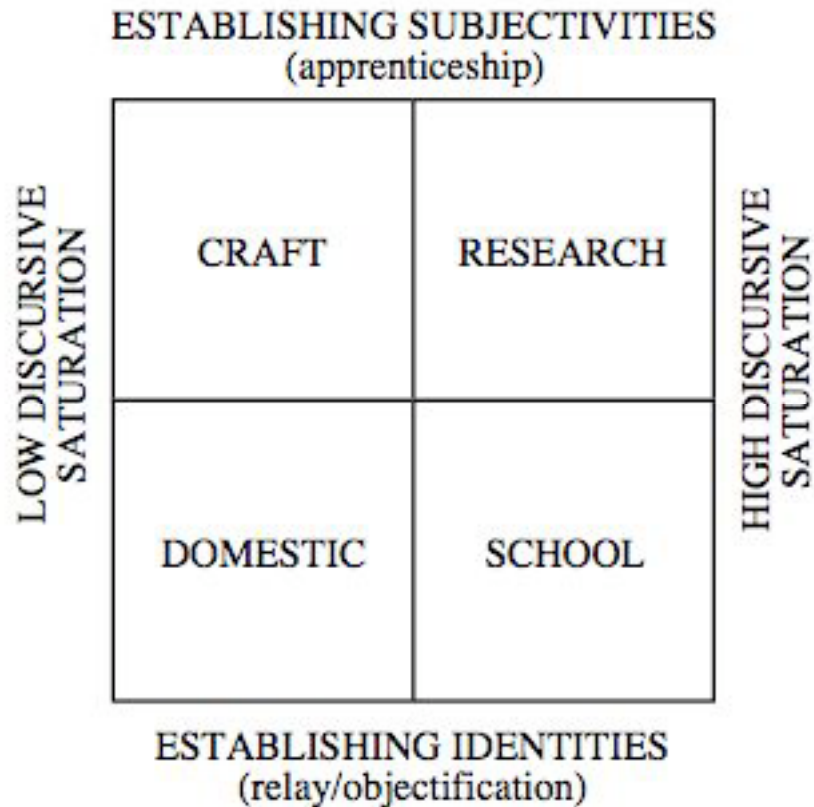 ESTABLISHING SUBJECTIVITIES
(apprenticeship)
LOW DISCURSIVE
SATURATION
CRAFT
RESEARCH
HIGH DISCURSIVE
SATURATION
DOMESTIC
SCHOOL
ESTABLISHING IDENTITIES
(relay/objectification)